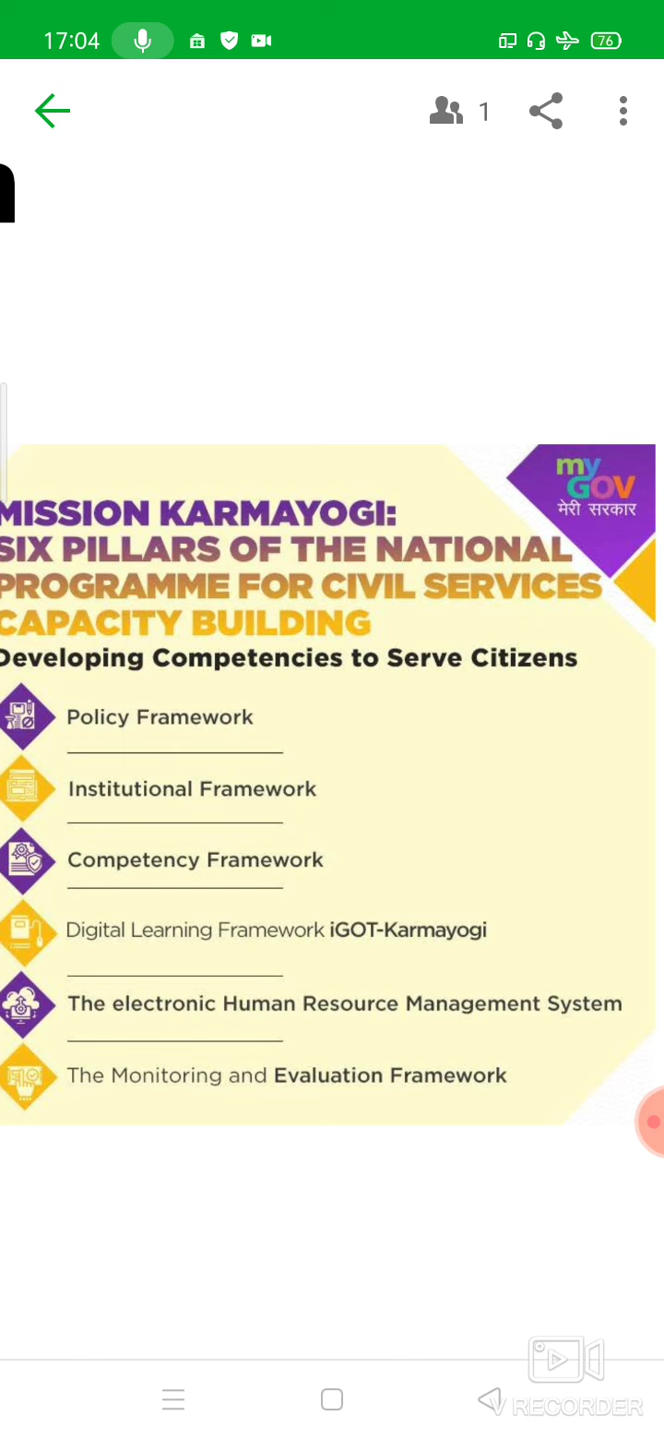 17:04
76
1
MISSION KARMAYOGI:
SIX PILLARS OF THE NATIONAL
PROGRAMME FOR CIVIL SERVICES
CAPACITY BUILDING
Developing Competencies to Serve Citizens
my
GOV
मेरी सरकार
Policy Framework
Institutional Framework
Competency Framework
Digital Learning Framework iGOT-Karmayogi
The electronic Human Resource Management System
The Monitoring and Evaluation Framework
V RECORDER